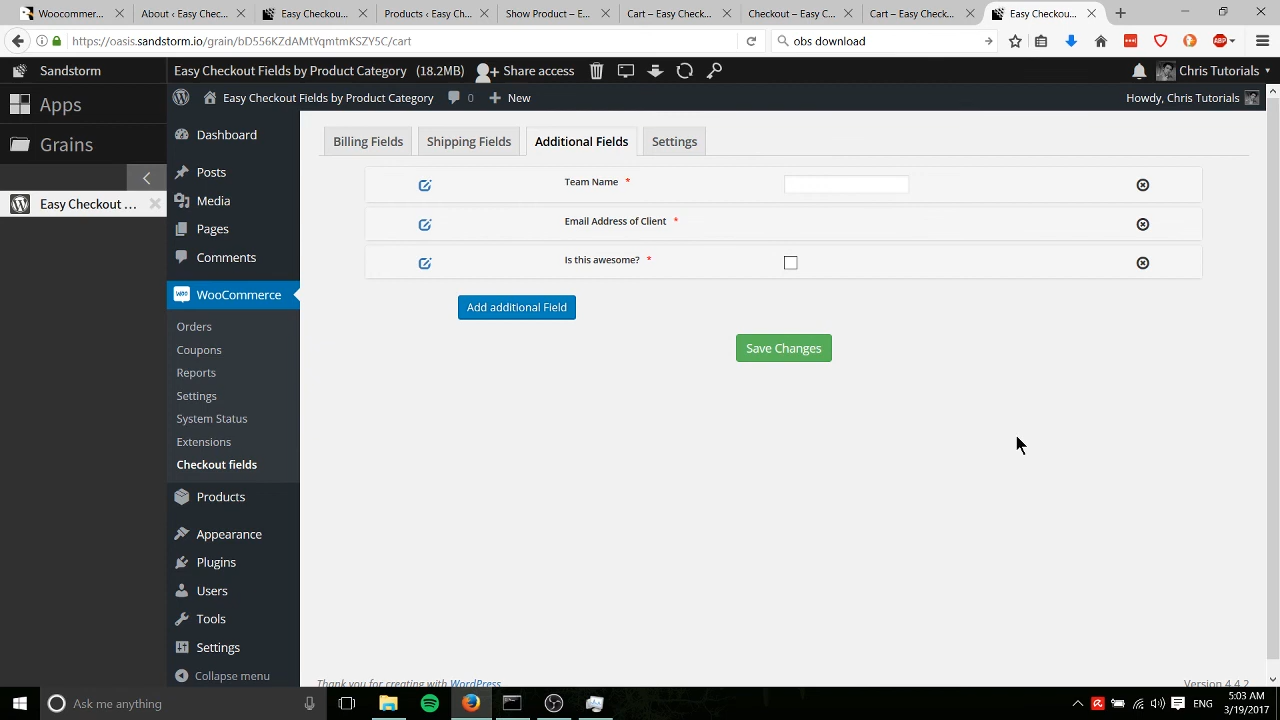 Woocommerc...
About ‹ Easy Chec...
Easy Checkou...
Products ‹ Easy Ch...
Show Product – E...
Cart – Easy Check...
Checkout – Easy C...
Cart – Easy Check...
Easy Checkou...
https://oasis.sandstorm.io/grain/bD556KZdAMtYqmtmKSZY5C/cart
obs download
ABP
Sandstorm
Easy Checkout Fields by Product Category (18.2MB)
Share access
Chris Tutorials
Apps
Grains
Easy Checkout ...
Easy Checkout Fields by Product Category
0
New
Howdy, Chris Tutorials
Dashboard
Posts
Media
Pages
Comments
WooCommerce
Orders
Coupons
Reports
Settings
System Status
Extensions
Checkout fields
Products
Appearance
Plugins
Users
Tools
Settings
Collapse menu
Billing Fields
Shipping Fields
Additional Fields
Settings
Team Name *
Email Address of Client *
Is this awesome? *
Add additional Field
Save Changes
Thank you for creating with WordPress
Version 4.4.2
Ask me anything
ENG
5:03 AM
3/19/2017